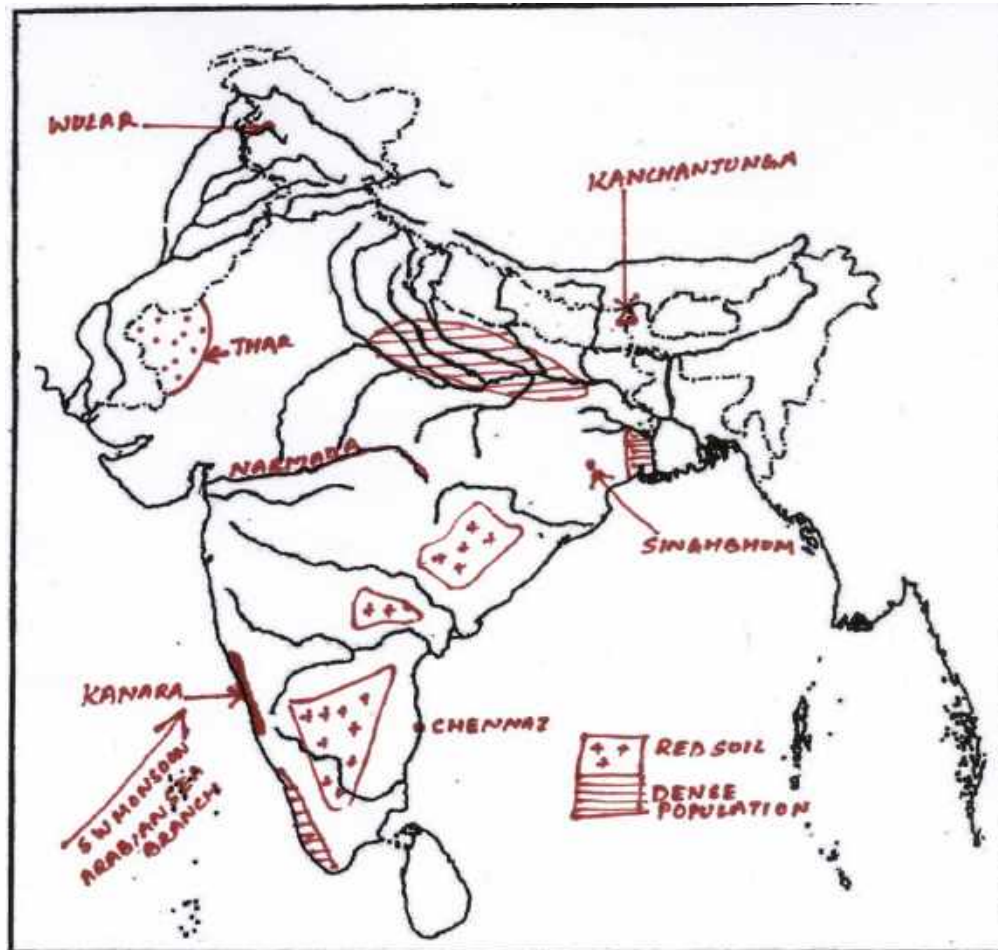 WULAR
KANCHANJUNGA
THAR
NARMADA
SINGHBHUM
KANARA
CHENNAI
SW MONSOON
ARABIAN SEA
BRANCH
RED SOIL
DENSE
POPULATION